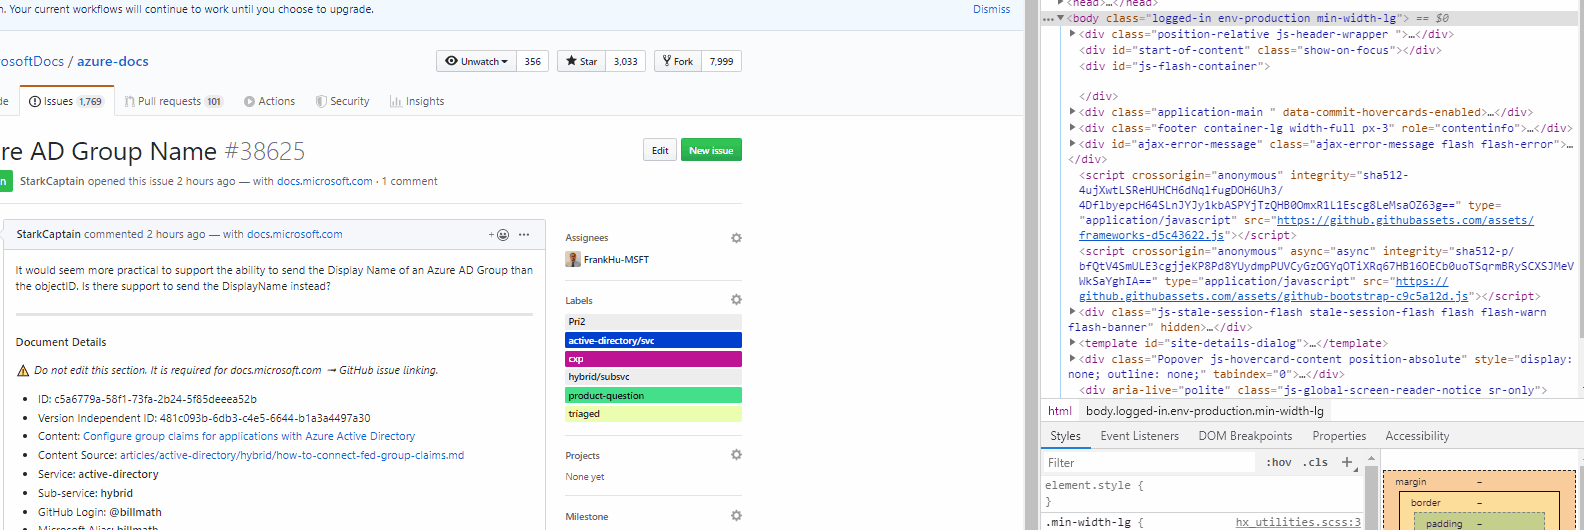 n. Your current workflows will continue to work until you choose to upgrade.
Dismiss
rosoftDocs / azure-docs
Unwatch 356
Star 3,033
Fork 7,999
de
Issues 1,769
Pull requests 101
Actions
Security
Insights
re AD Group Name #38625
Edit
New issue
n
StarkCaptain opened this issue 2 hours ago — with docs.microsoft.com · 1 comment
StarkCaptain commented 2 hours ago — with docs.microsoft.com
It would seem more practical to support the ability to send the Display Name of an Azure AD Group than
the objectID. Is there support to send the DisplayName instead?
Document Details
⚠ Do not edit this section. It is required for docs.microsoft.com ➟ GitHub issue linking.
• ID: c5a6779a-58f1-73fa-2b24-5f85deeea52b
• Version Independent ID: 481c093b-6db3-c4e5-6644-b1a3a4497a30
• Content: Configure group claims for applications with Azure Active Directory
• Content Source: articles/active-directory/hybrid/how-to-connect-fed-group-claims.md
• Service: active-directory
• Sub-service: hybrid
• GitHub Login: @billmath
• Microsoft Alias: billmath
Assignees
FrankHu-MSFT
Labels
Pri2
active-directory/svc
cxp
hybrid/subsvc
product-question
triaged
Projects
None yet
Milestone
<head>…</head>
<body class="logged-in env-production min-width-lg"> == $0
<div class="position-relative js-header-wrapper ">…</div>
<div id="start-of-content" class="show-on-focus"></div>
<div id="js-flash-container">
</div>
<div class="application-main " data-commit-hovercards-enabled>…</div>
<div class="footer container-lg width-full px-3" role="contentinfo">…</div>
<div id="ajax-error-message" class="ajax-error-message flash flash-error">…
</div>
<script crossorigin="anonymous" integrity="sha512-
4ujXwtLSReHUHCH6dNqlfugDOH6Uh3/
4DflbyepcH64SLnJYJy1kbASPYjTzQHB0OmxR1L1Escg8LeMsaOZ63g==" type=
"application/javascript" src="https://github.githubassets.com/assets/
frameworks-d5c43622.js"></script>
<script crossorigin="anonymous" async="async" integrity="sha512-p/
bfQtV4SmULE3cgjjeKP8Pd8YUydmpPUVCyGzOGYqOTiXRq67HB16OECb0uoTSqrmBRySCXSJMeV
WkSaYghIA==" type="application/javascript" src="https://
github.githubassets.com/assets/github-bootstrap-c9c5a12d.js"></script>
<div class="js-stale-session-flash stale-session-flash flash flash-warn
flash-banner" hidden>…</div>
<template id="site-details-dialog">…</template>
<div class="Popover js-hovercard-content position-absolute" style="display:
none; outline: none;" tabindex="0">…</div>
<div aria-live="polite" class="js-global-screen-reader-notice sr-only">
html body.logged-in.env-production.min-width-lg
Styles Event Listeners DOM Breakpoints Properties Accessibility
Filter
:hov .cls +
element.style {
}
.min-width-lg {
hx_utilities.scss:3
margin –
border –
padding –